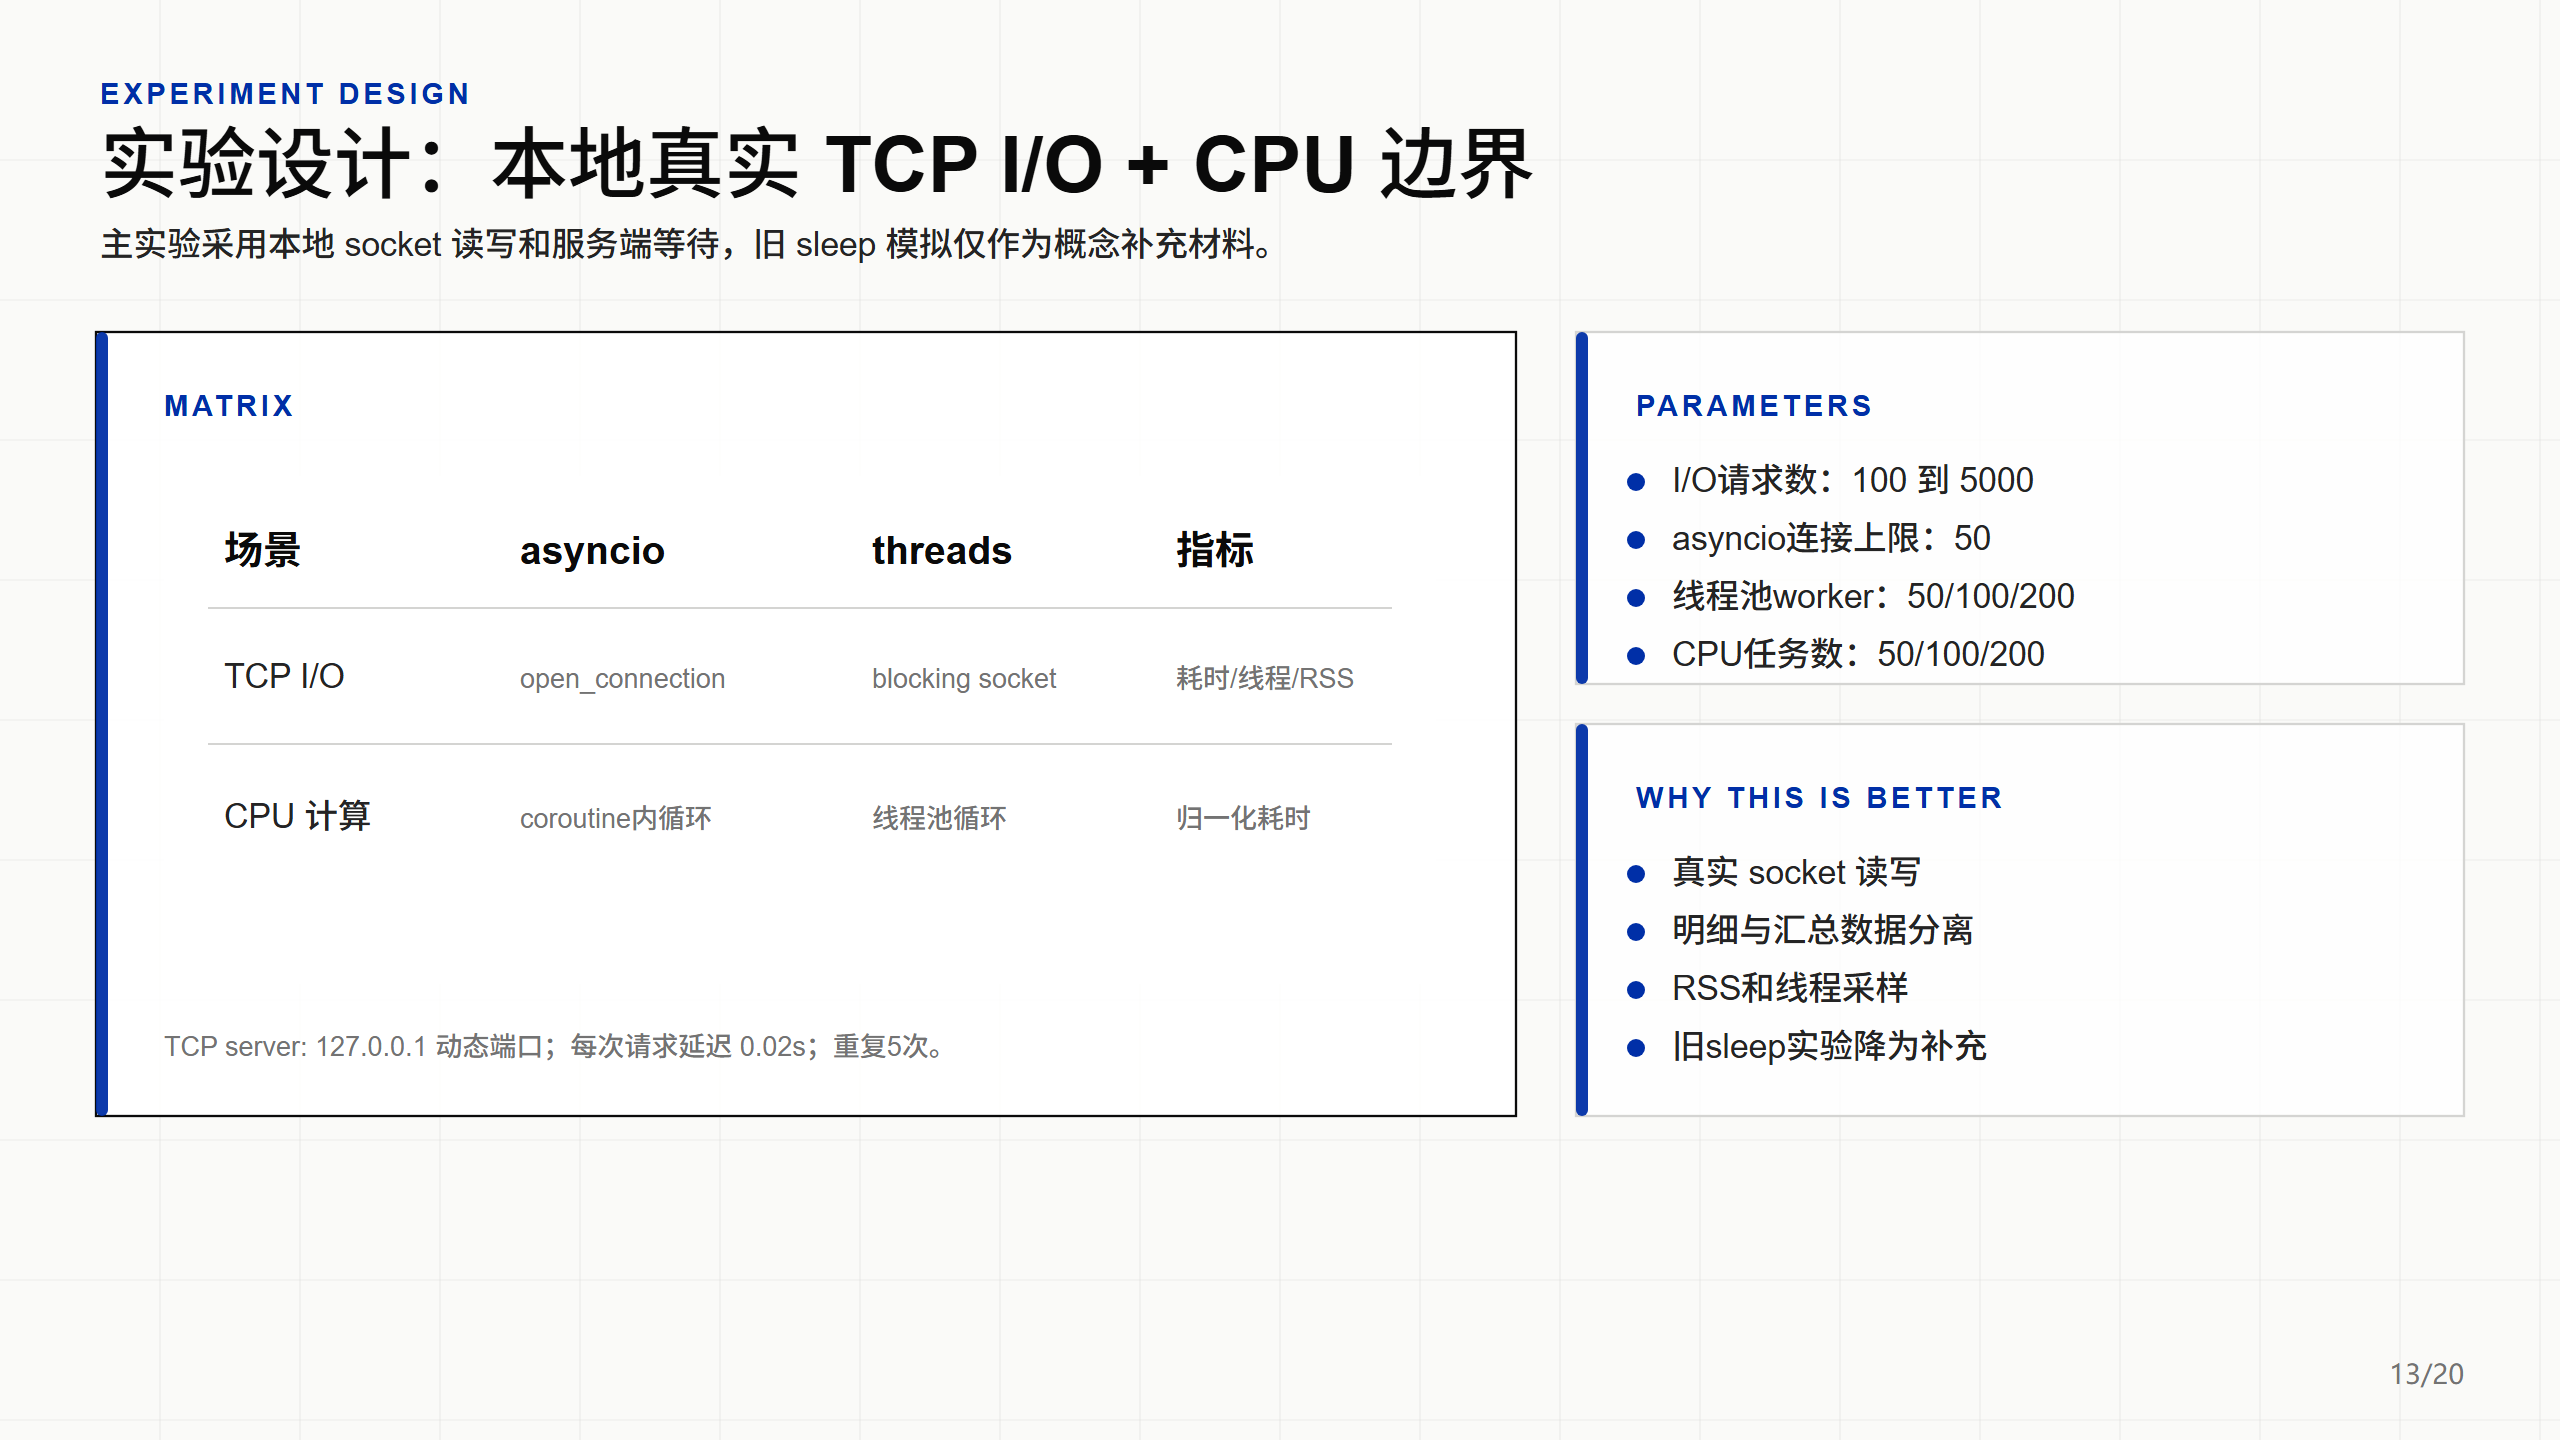 EXPERIMENT DESIGN
实验设计：本地真实 TCP I/O + CPU 边界
主实验采用本地 socket 读写和服务端等待，旧 sleep 模拟仅作为概念补充材料。
MATRIX
场景 asyncio threads 指标
TCP I/O open_connection blocking socket 耗时/线程/RSS
CPU 计算 coroutine内循环 线程池循环 归一化耗时
TCP server: 127.0.0.1 动态端口；每次请求延迟 0.02s；重复5次。
PARAMETERS
I/O请求数：100 到 5000
asyncio连接上限：50
线程池worker：50/100/200
CPU任务数：50/100/200
WHY THIS IS BETTER
真实 socket 读写
明细与汇总数据分离
RSS和线程采样
旧sleep实验降为补充
13/20